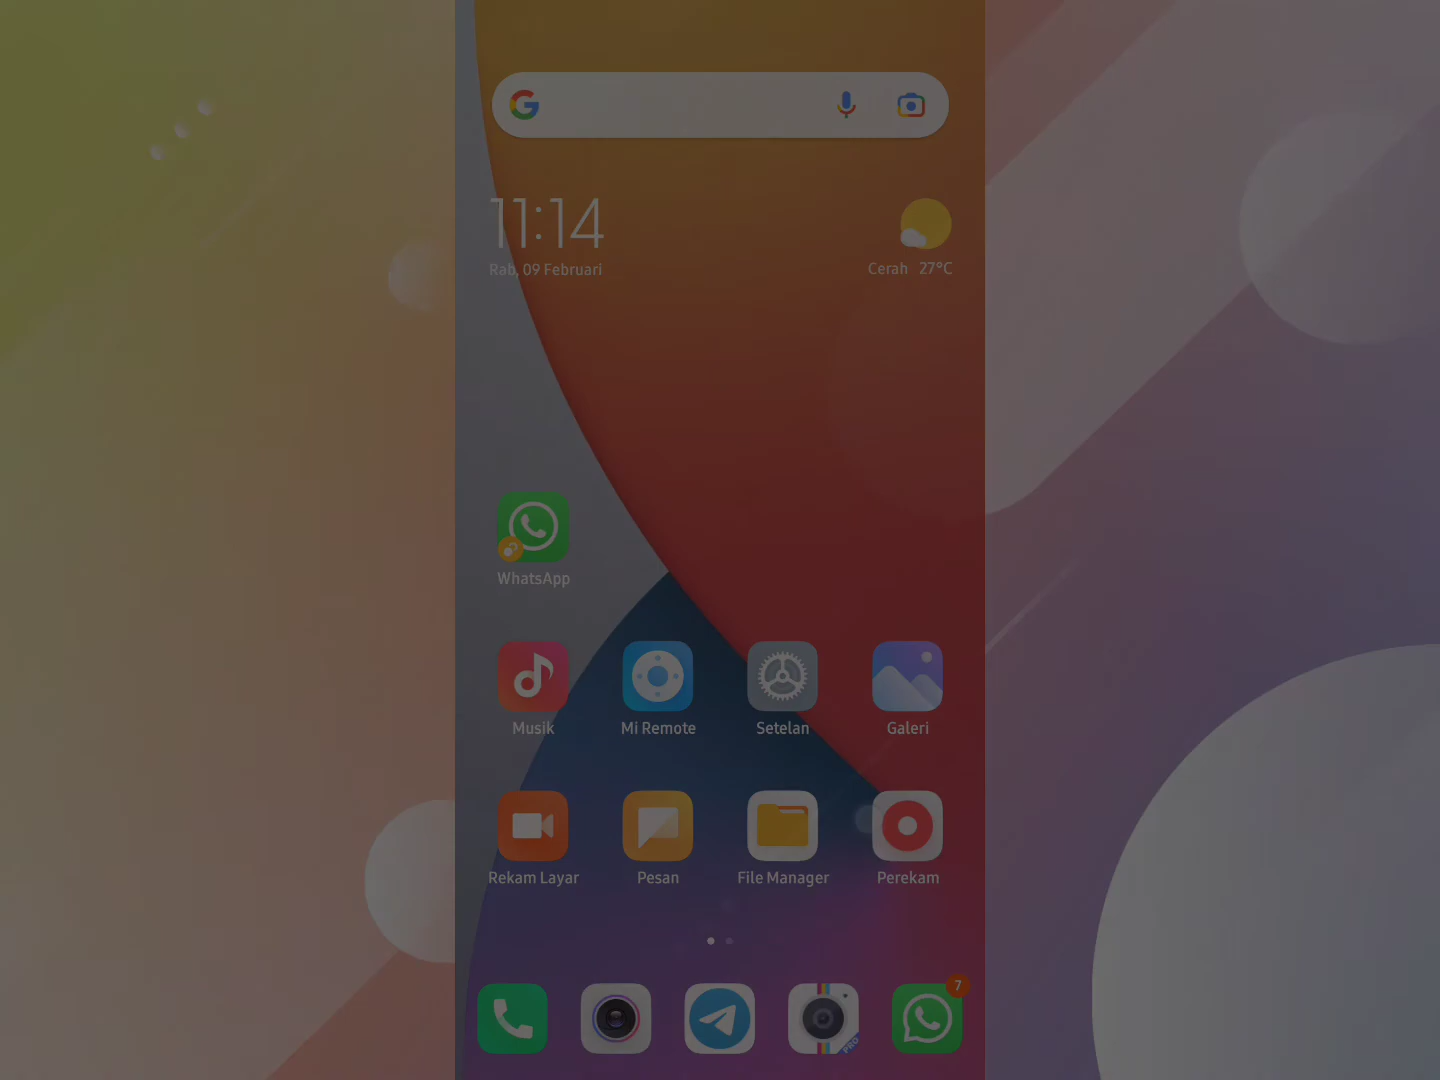 11:14
Rab, 09 Februari
Cerah 27°C
WhatsApp
Musik
Mi Remote
Setelan
Galeri
Rekam Layar
Pesan
File Manager
Perekam
7
PRO